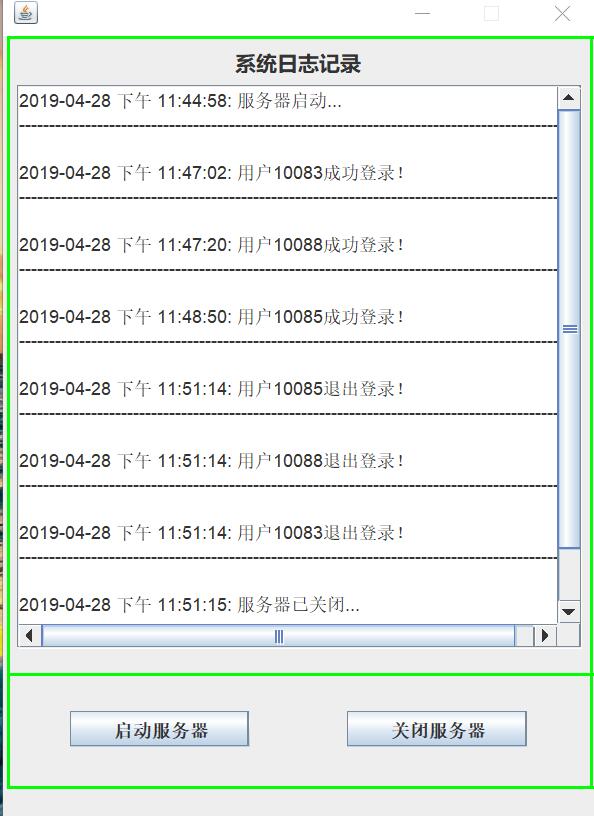 系统日志记录
2019-04-28 下午 11:44:58: 服务器启动...
2019-04-28 下午 11:47:02: 用户10083成功登录！
2019-04-28 下午 11:47:20: 用户10088成功登录！
2019-04-28 下午 11:48:50: 用户10085成功登录！
2019-04-28 下午 11:51:14: 用户10085退出登录！
2019-04-28 下午 11:51:14: 用户10088退出登录！
2019-04-28 下午 11:51:14: 用户10083退出登录！
2019-04-28 下午 11:51:15: 服务器已关闭...
启动服务器 关闭服务器